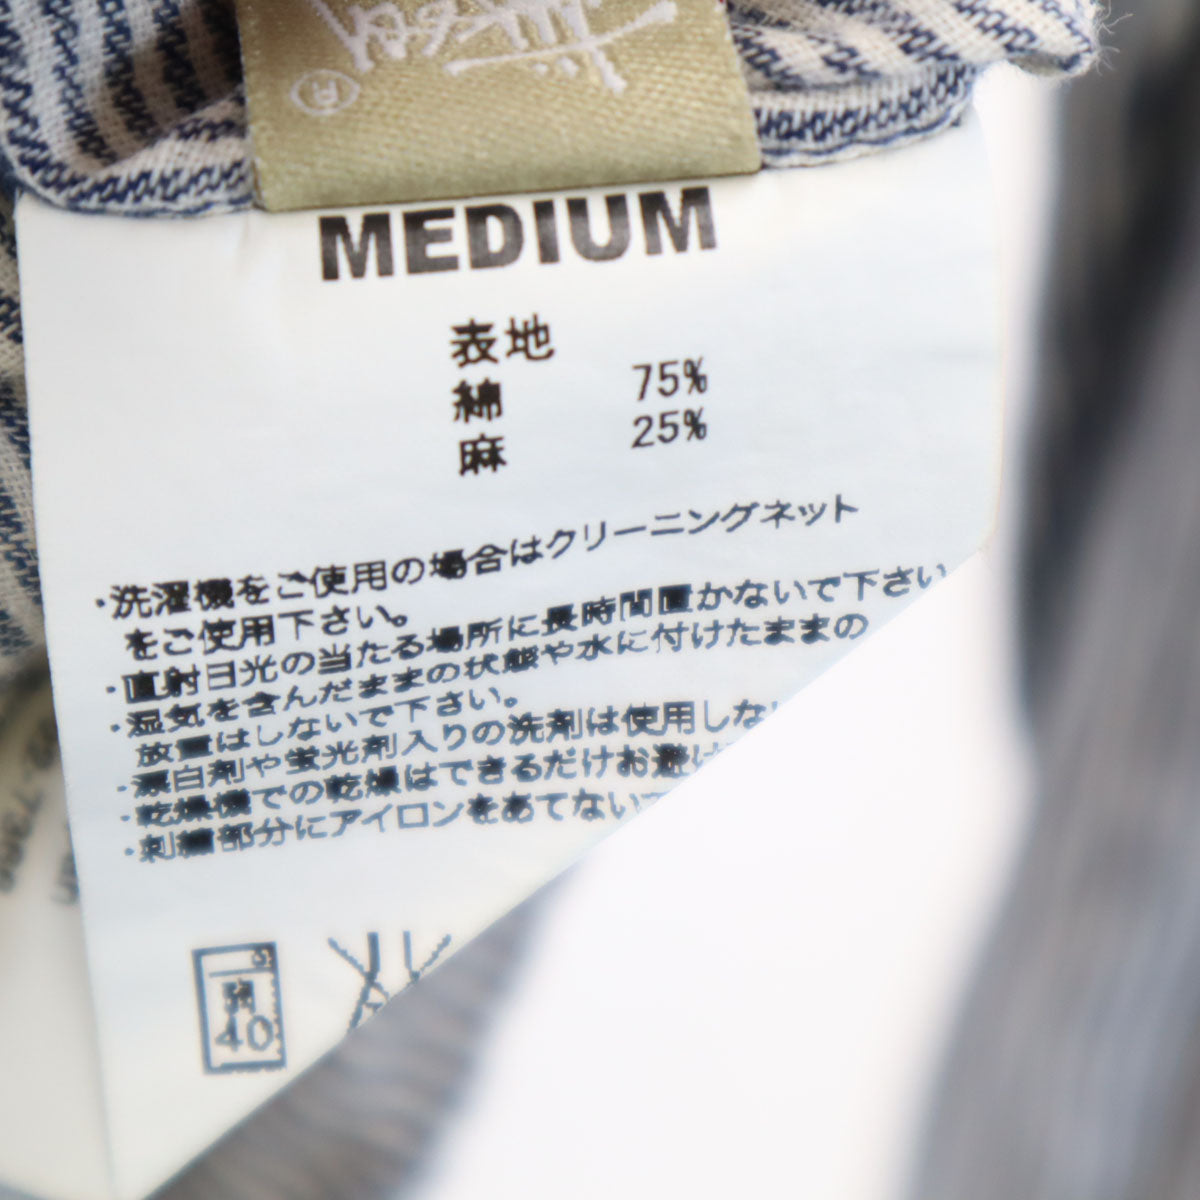 Stüssy
®
MEDIUM
表地
綿 75%
麻 25%
・洗濯機をご使用の場合はクリーニングネット
をご使用下さい。
・直射日光の当たる場所に長時間置かないで下さい
・湿気を含んだままの状態や水に付けたままの
放置はしないで下さい。
・漂白剤や蛍光剤入りの洗剤は使用しない
・乾燥機での乾燥はできるだけお避け
・刺繍部分にアイロンをあてない
40